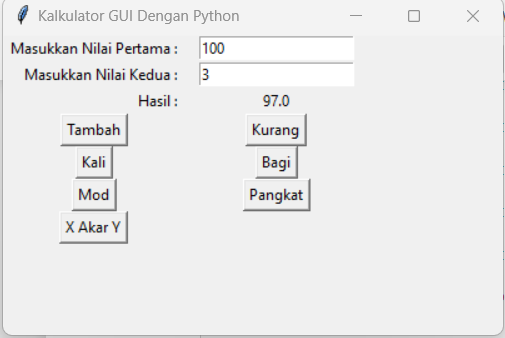 Kalkulator GUI Dengan Python
Masukkan Nilai Pertama : 100
Masukkan Nilai Kedua : 3
Hasil : 97.0
Tambah Kurang
Kali Bagi
Mod Pangkat
X Akar Y